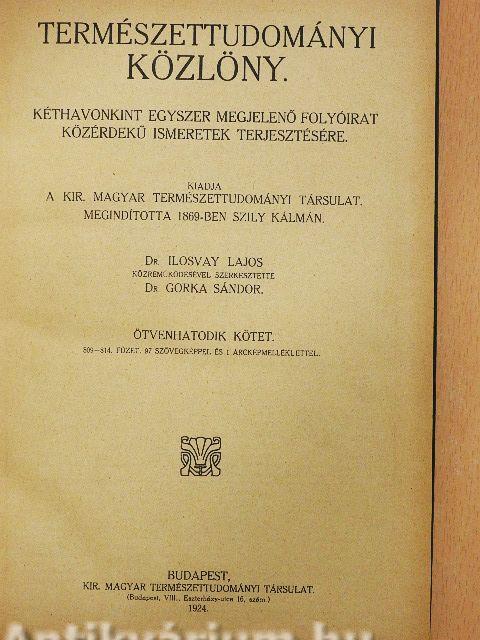 TERMÉSZETTUDOMÁNYI
KÖZLÖNY.
KÉTHAVONKINT EGYSZER MEGJELENŐ FOLYÓIRAT
KÖZÉRDEKŰ ISMERETEK TERJESZTÉSÉRE.
KIADJA
A KIR. MAGYAR TERMÉSZETTUDOMÁNYI TÁRSULAT.
MEGINDÍTOTTA 1869-BEN SZILY KÁLMÁN.
DR. ILOSVAY LAJOS
KÖZREMŰKÖDÉSÉVEL SZERKESZTETTE
DR GORKA SÁNDOR.
ÖTVENHATODIK KÖTET.
809—814. FÜZET. 97 SZÖVEGKÉPPEL ÉS 1 ARCKÉPMELLÉKLETTEL.
BUDAPEST,
KIR. MAGYAR TERMÉSZETTUDOMÁNYI TÁRSULAT.
(Budapest, VIII., Eszterházy-utca 16. szám.)
1924.